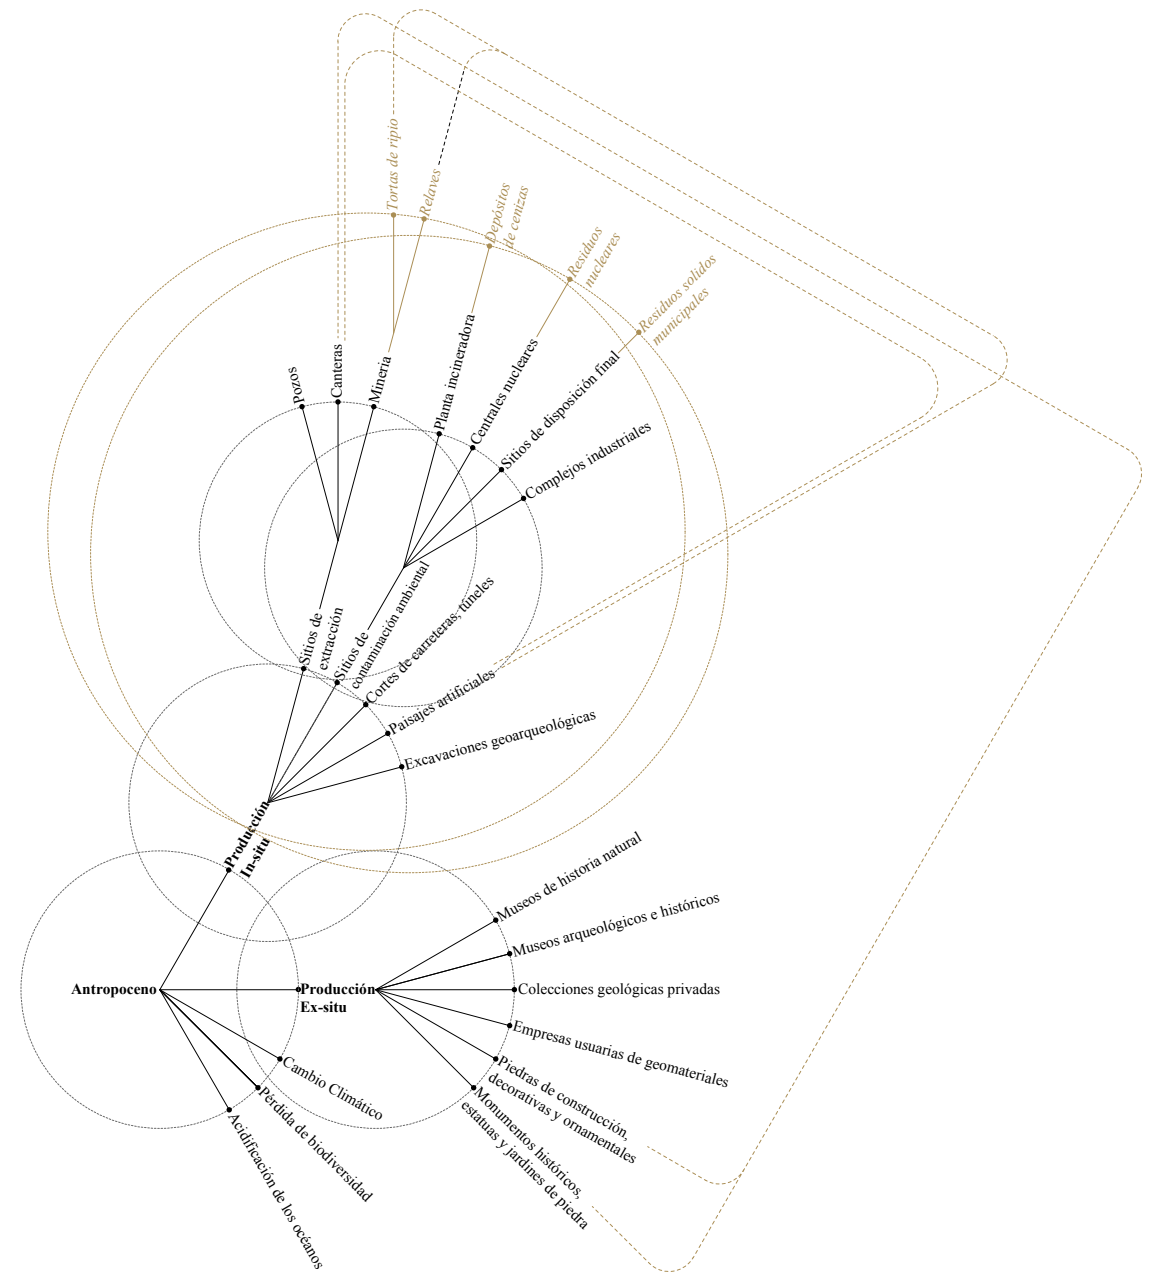 Tortas de ripio
Relaves
Depósitos
de cenizas
Residuos
nucleares
Residuos solidos
municipales
Pozos
Canteras
Mineria
Planta incineradora
Centrales nucleares
Sitios de disposición final
Complejos industriales
Sitios de
extracción
Sitios de
contaminación ambiental
Cortes de carreteras, túneles
Paisajes artificiales
Excavaciones geoarqueológicas
Producción
In-situ
Antropoceno
Producción
Ex-situ
Museos de historia natural
Museos arqueológicos e históricos
Colecciones geológicas privadas
Empresas usuarias de geomateriales
Piedras de construcción,
decorativas y ornamentales
Monumentos históricos,
estatuas y jardines de piedra
Cambio Climático
Pérdida de biodiversidad
Acidificación de los océanos